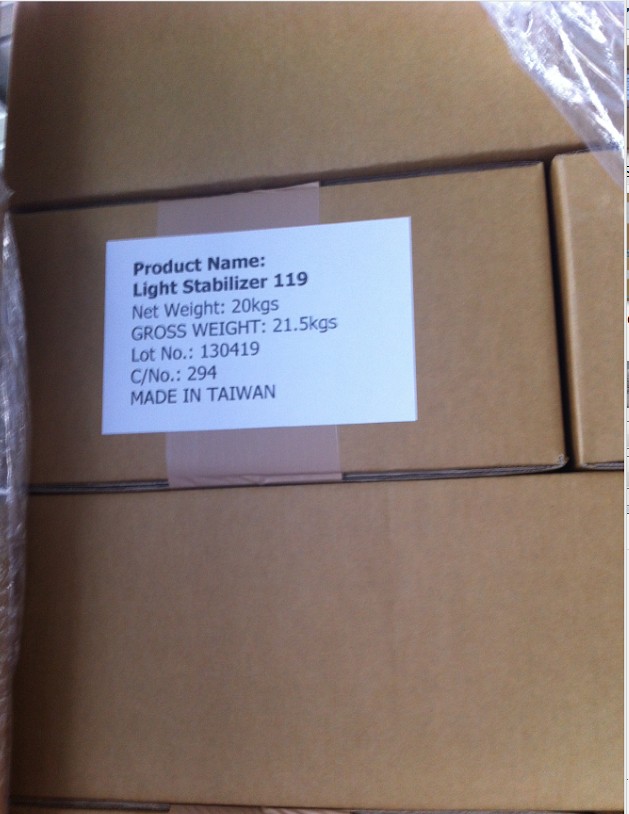 Product Name:
Light Stabilizer 119
Net Weight: 20kgs
GROSS WEIGHT: 21.5kgs
Lot No.: 130419
C/No.: 294
MADE IN TAIWAN